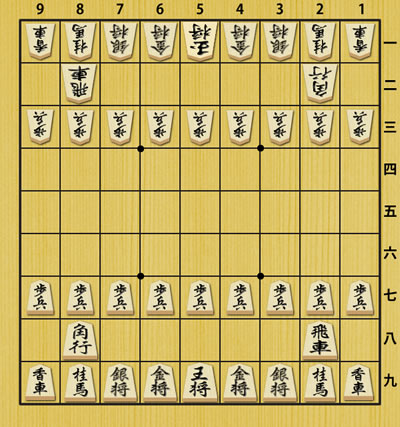 9 8 7 6 5 4 3 2 1
香車 桂馬 銀将 金将 玉将 金将 銀将 桂馬 香車 一
飛車 角行 二
歩兵 歩兵 歩兵 歩兵 歩兵 歩兵 歩兵 歩兵 歩兵 三
四
五
六
歩兵 歩兵 歩兵 歩兵 歩兵 歩兵 歩兵 歩兵 歩兵 七
角行 飛車 八
香車 桂馬 銀将 金将 王将 金将 銀将 桂馬 香車 九